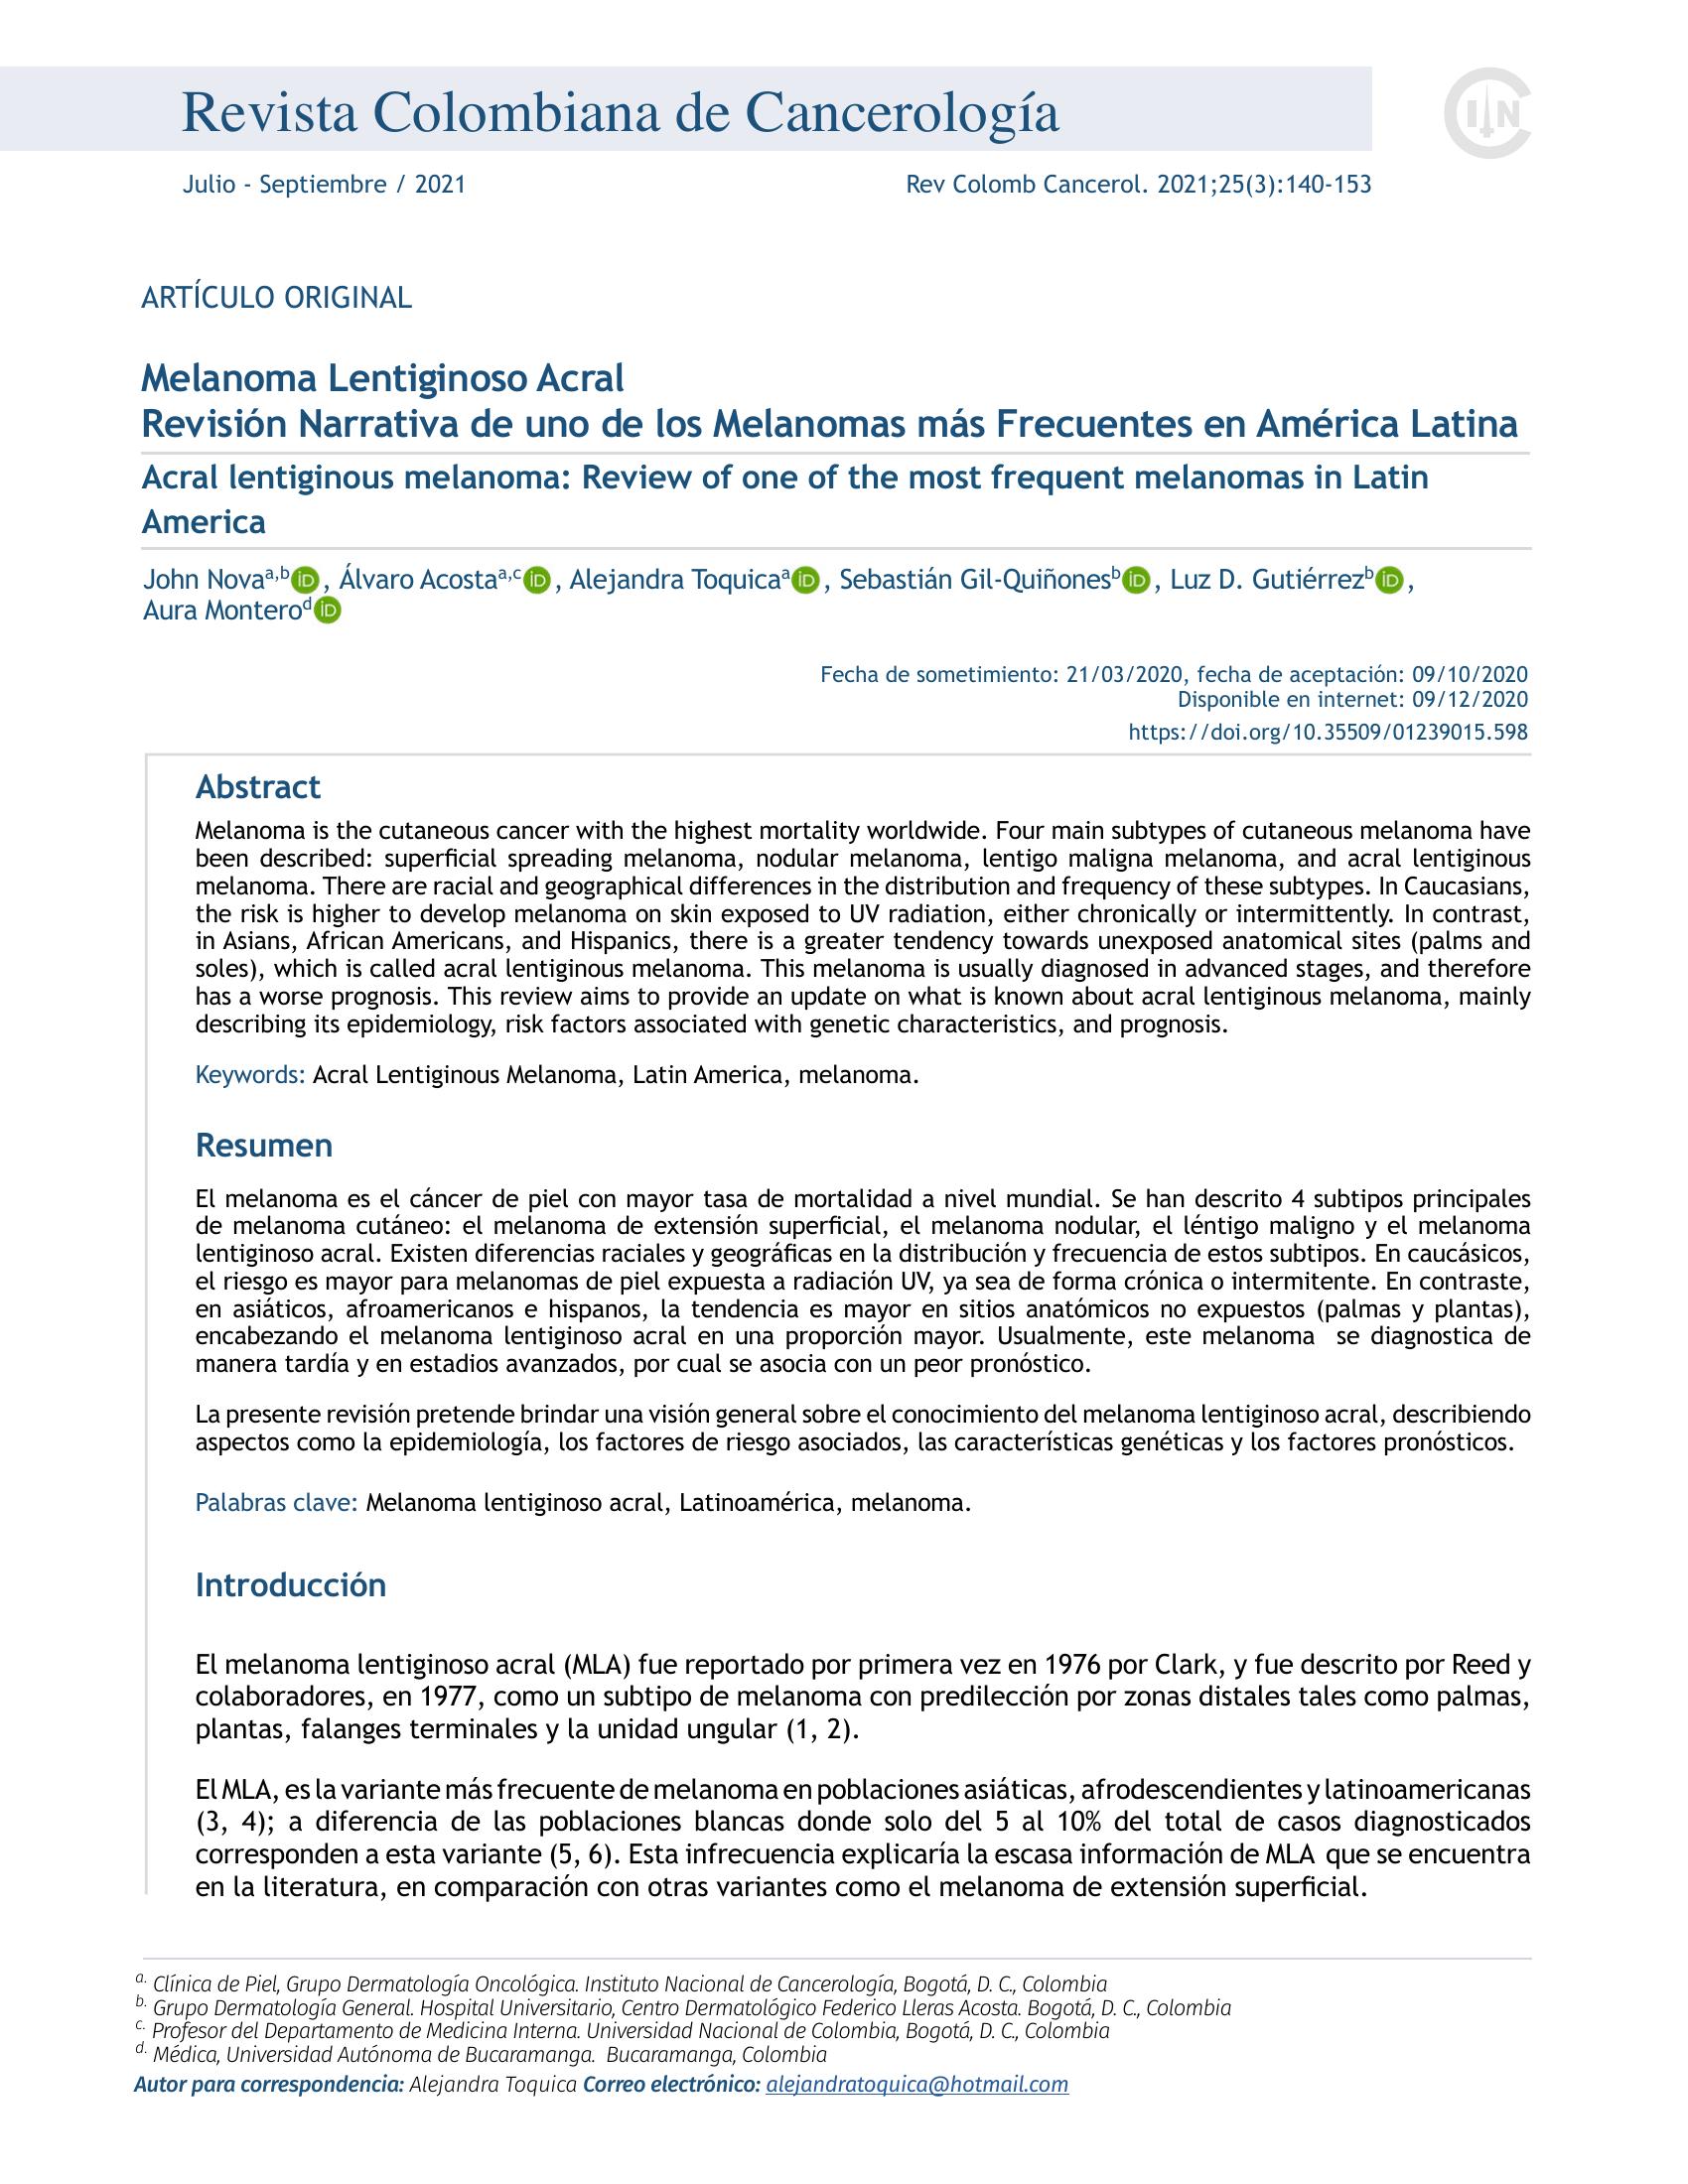 Revista Colombiana de Cancerología
IN
Julio - Septiembre / 2021
Rev Colomb Cancerol. 2021;25(3):140-153
ARTÍCULO ORIGINAL
Melanoma Lentiginoso Acral
Revisión Narrativa de uno de los Melanomas más Frecuentes en América Latina
Acral lentiginous melanoma: Review of one of the most frequent melanomas in Latin
America
John Novaa,b iD, Álvaro Acostaa,c iD, Alejandra Toquicaa iD, Sebastián Gil-Quiñonesb iD, Luz D. Gutiérrezb iD,
Aura Monterod iD
Fecha de sometimiento: 21/03/2020, fecha de aceptación: 09/10/2020
Disponible en internet: 09/12/2020
https://doi.org/10.35509/01239015.598
Abstract
Melanoma is the cutaneous cancer with the highest mortality worldwide. Four main subtypes of cutaneous melanoma have
been described: superficial spreading melanoma, nodular melanoma, lentigo maligna melanoma, and acral lentiginous
melanoma. There are racial and geographical differences in the distribution and frequency of these subtypes. In Caucasians,
the risk is higher to develop melanoma on skin exposed to UV radiation, either chronically or intermittently. In contrast,
in Asians, African Americans, and Hispanics, there is a greater tendency towards unexposed anatomical sites (palms and
soles), which is called acral lentiginous melanoma. This melanoma is usually diagnosed in advanced stages, and therefore
has a worse prognosis. This review aims to provide an update on what is known about acral lentiginous melanoma, mainly
describing its epidemiology, risk factors associated with genetic characteristics, and prognosis.
Keywords: Acral Lentiginous Melanoma, Latin America, melanoma.
Resumen
El melanoma es el cáncer de piel con mayor tasa de mortalidad a nivel mundial. Se han descrito 4 subtipos principales
de melanoma cutáneo: el melanoma de extensión superficial, el melanoma nodular, el léntigo maligno y el melanoma
lentiginoso acral. Existen diferencias raciales y geográficas en la distribución y frecuencia de estos subtipos. En caucásicos,
el riesgo es mayor para melanomas de piel expuesta a radiación UV, ya sea de forma crónica o intermitente. En contraste,
en asiáticos, afroamericanos e hispanos, la tendencia es mayor en sitios anatómicos no expuestos (palmas y plantas),
encabezando el melanoma lentiginoso acral en una proporción mayor. Usualmente, este melanoma se diagnostica de
manera tardía y en estadios avanzados, por cual se asocia con un peor pronóstico.
La presente revisión pretende brindar una visión general sobre el conocimiento del melanoma lentiginoso acral, describiendo
aspectos como la epidemiología, los factores de riesgo asociados, las características genéticas y los factores pronósticos.
Palabras clave: Melanoma lentiginoso acral, Latinoamérica, melanoma.
Introducción
El melanoma lentiginoso acral (MLA) fue reportado por primera vez en 1976 por Clark, y fue descrito por Reed y
colaboradores, en 1977, como un subtipo de melanoma con predilección por zonas distales tales como palmas,
plantas, falanges terminales y la unidad ungular (1, 2).
El MLA, es la variante más frecuente de melanoma en poblaciones asiáticas, afrodescendientes y latinoamericanas
(3, 4); a diferencia de las poblaciones blancas donde solo del 5 al 10% del total de casos diagnosticados
corresponden a esta variante (5, 6). Esta infrecuencia explicaría la escasa información de MLA que se encuentra
en la literatura, en comparación con otras variantes como el melanoma de extensión superficial.
a. Clínica de Piel, Grupo Dermatología Oncológica. Instituto Nacional de Cancerología, Bogotá, D. C., Colombia
b. Grupo Dermatología General. Hospital Universitario, Centro Dermatológico Federico Lleras Acosta. Bogotá, D. C., Colombia
c. Profesor del Departamento de Medicina Interna. Universidad Nacional de Colombia, Bogotá, D. C., Colombia
d. Médica, Universidad Autónoma de Bucaramanga. Bucaramanga, Colombia
Autor para correspondencia: Alejandra Toquica Correo electrónico: alejandratoquica@hotmail.com